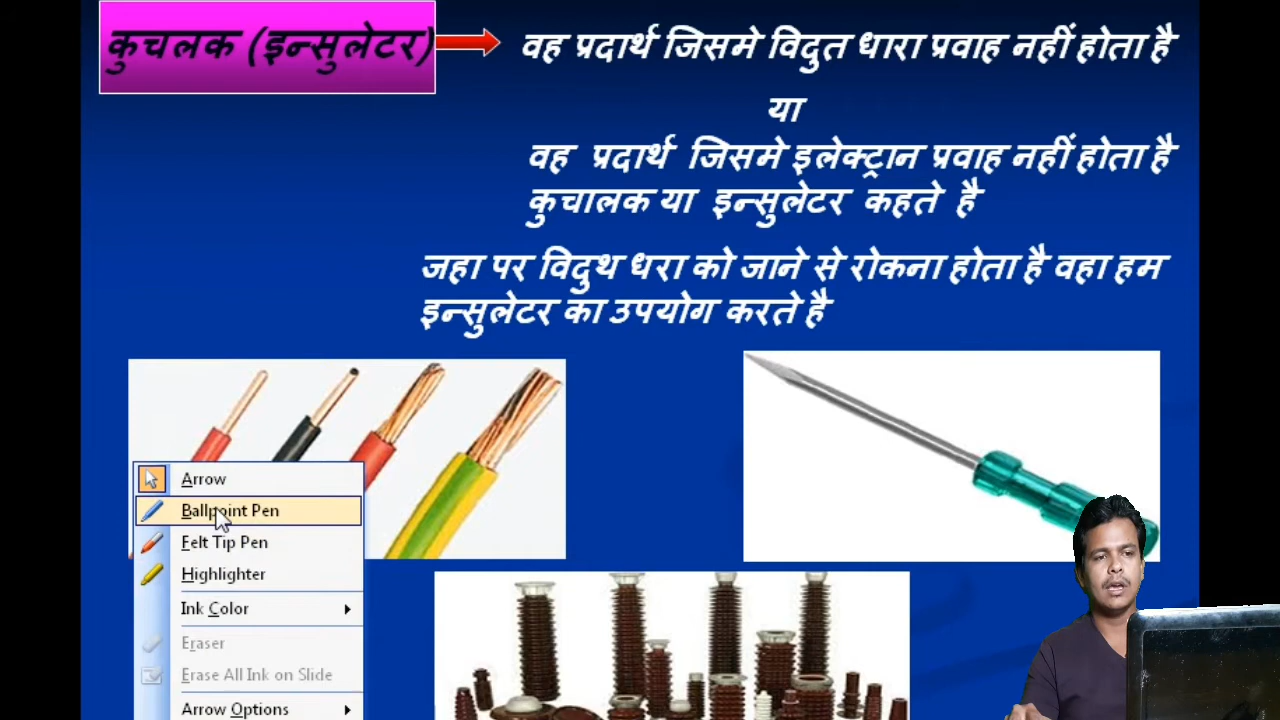 कुचलक (इन्सुलेटर)
वह प्रदार्थ जिसमे विदुत धारा प्रवाह नहीं होता है
या
वह प्रदार्थ जिसमे इलेक्ट्रान प्रवाह नहीं होता है
कुचालक या इन्सुलेटर कहते है
जहा पर विदुथ धरा को जाने से रोकना होता है वहा हम
इन्सुलेटर का उपयोग करते है
Arrow
Ballpoint Pen
Felt Tip Pen
Highlighter
Ink Color
Eraser
Erase All Ink on Slide
Arrow Options